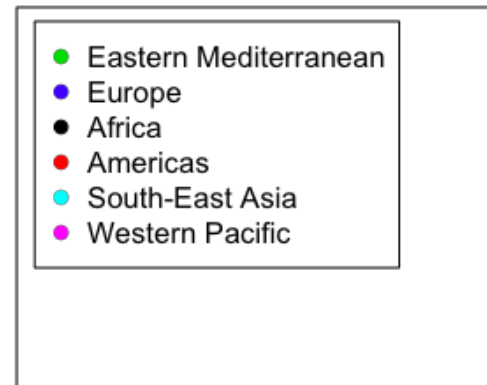 Eastern Mediterranean
Europe
Africa
Americas
South-East Asia
Western Pacific